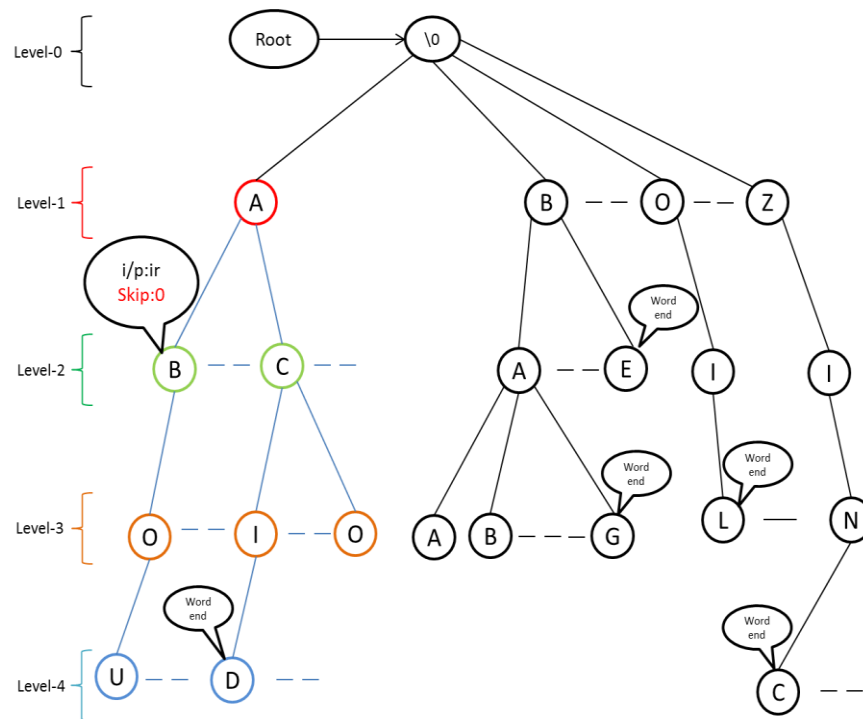 Level-0
Root
\0
Level-1
A
B
O
Z
i/p:ir
Skip:0
Word
end
Level-2
B
C
A
E
I
I
Word
end
Word
end
Level-3
O
I
O
A
B
G
L
N
Word
end
Word
end
Level-4
U
D
C